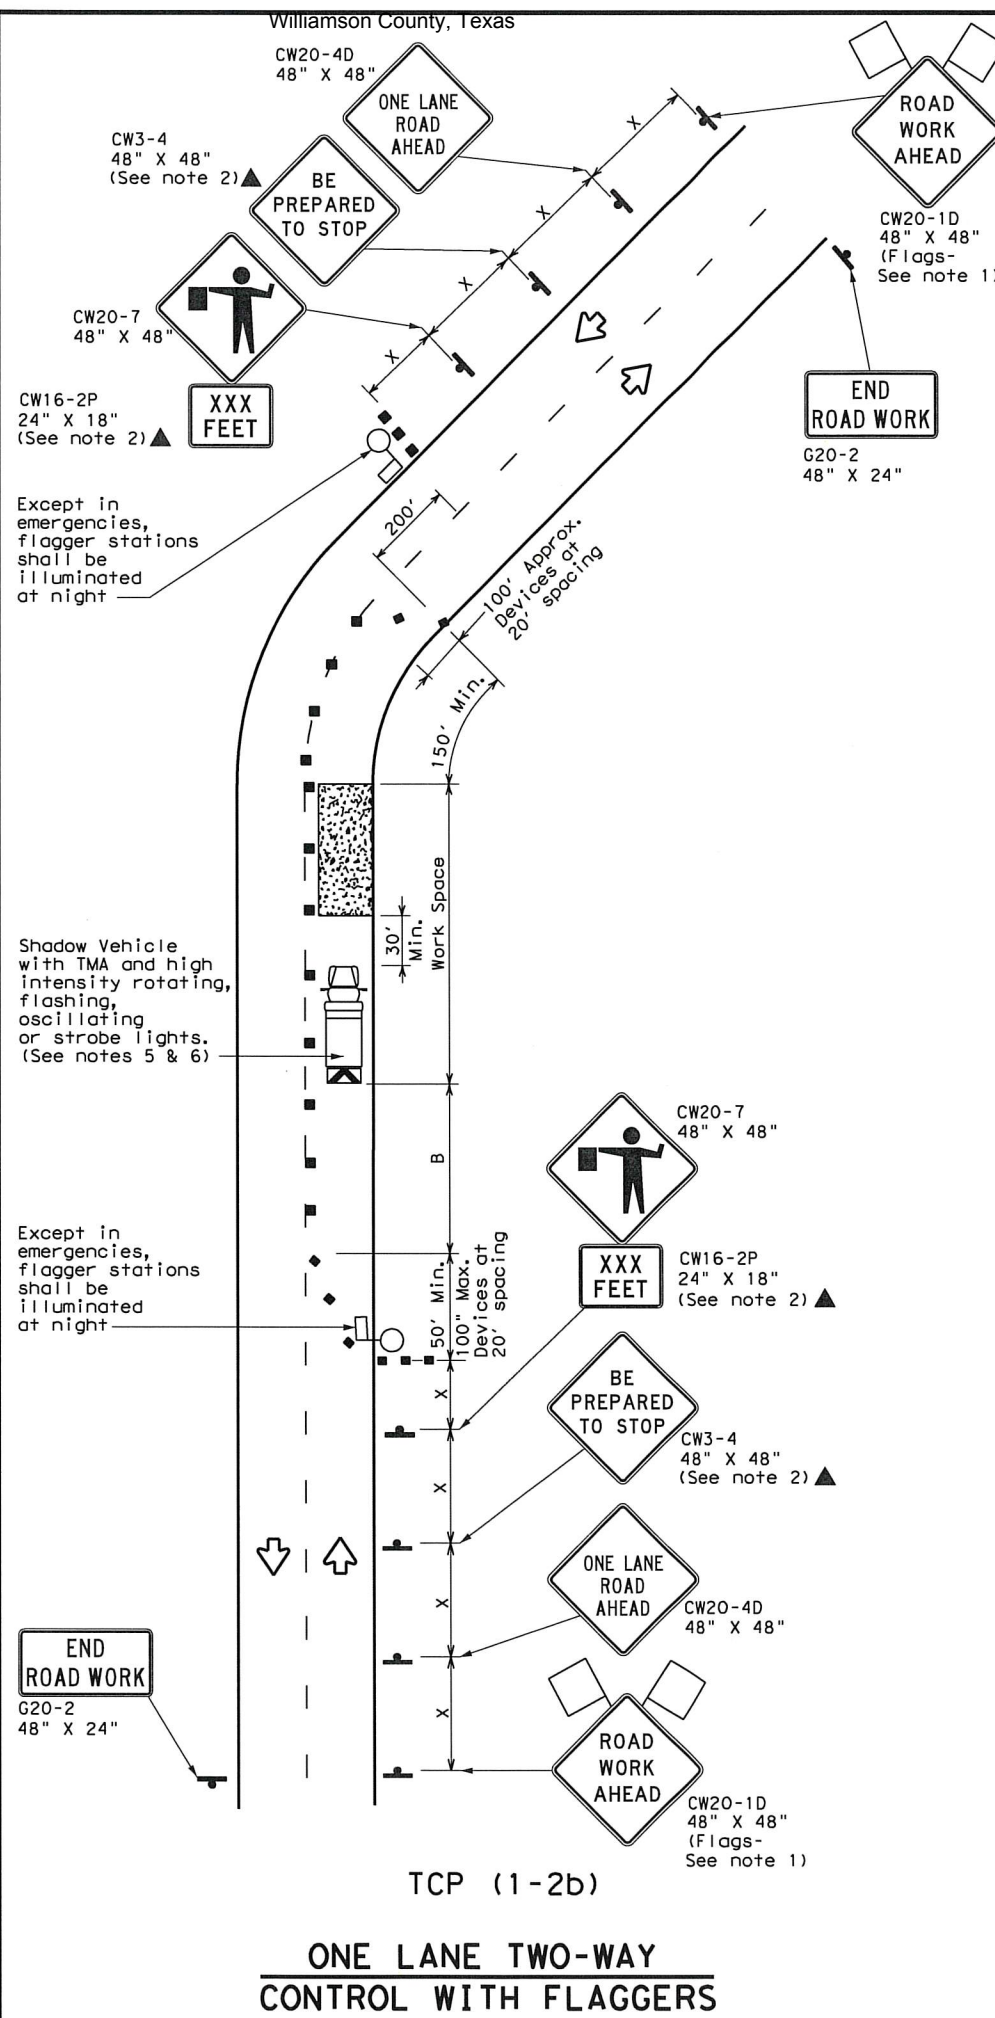 Williamson County, Texas
CW20-4D
48" X 48"
ONE LANE
ROAD
AHEAD
X
ROAD
WORK
AHEAD
CW20-1D
48" X 48"
(Flags-
See note 1)
CW3-4
48" X 48"
(See note 2)▲
BE
PREPARED
TO STOP
X
X
X
CW20-7
48" X 48"
CW16-2P
24" X 18"
(See note 2)▲
XXX
FEET
END
ROAD WORK
G20-2
48" X 24"
Except in
emergencies,
flagger stations
shall be
illuminated
at night
200'
100' Approx.
Devices at
20' spacing
150' Min.
Work Space
30'
Min.
Shadow Vehicle
with TMA and high
intensity rotating,
flashing,
oscillating
or strobe lights.
(See notes 5 & 6)
B
CW20-7
48" X 48"
XXX
FEET
CW16-2P
24" X 18"
(See note 2)▲
Except in
emergencies,
flagger stations
shall be
illuminated
at night
50' Min.
100" Max.
Devices at
20' spacing
X
BE
PREPARED
TO STOP
CW3-4
48" X 48"
(See note 2)▲
X
ONE LANE
ROAD
AHEAD
CW20-4D
48" X 48"
X
END
ROAD WORK
G20-2
48" X 24"
X
ROAD
WORK
AHEAD
CW20-1D
48" X 48"
(Flags-
See note 1)
TCP (1-2b)
ONE LANE TWO-WAY
CONTROL WITH FLAGGERS